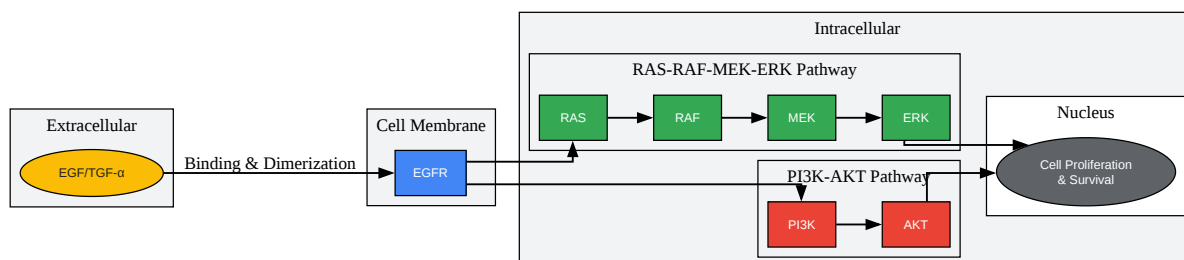 Intracellular
RAS-RAF-MEK-ERK Pathway
Extracellular
Cell Membrane
Nucleus
RAS
RAF
MEK
ERK
EGF/TGF-α
Binding & Dimerization
EGFR
Cell Proliferation
& Survival
PI3K-AKT Pathway
PI3K
AKT